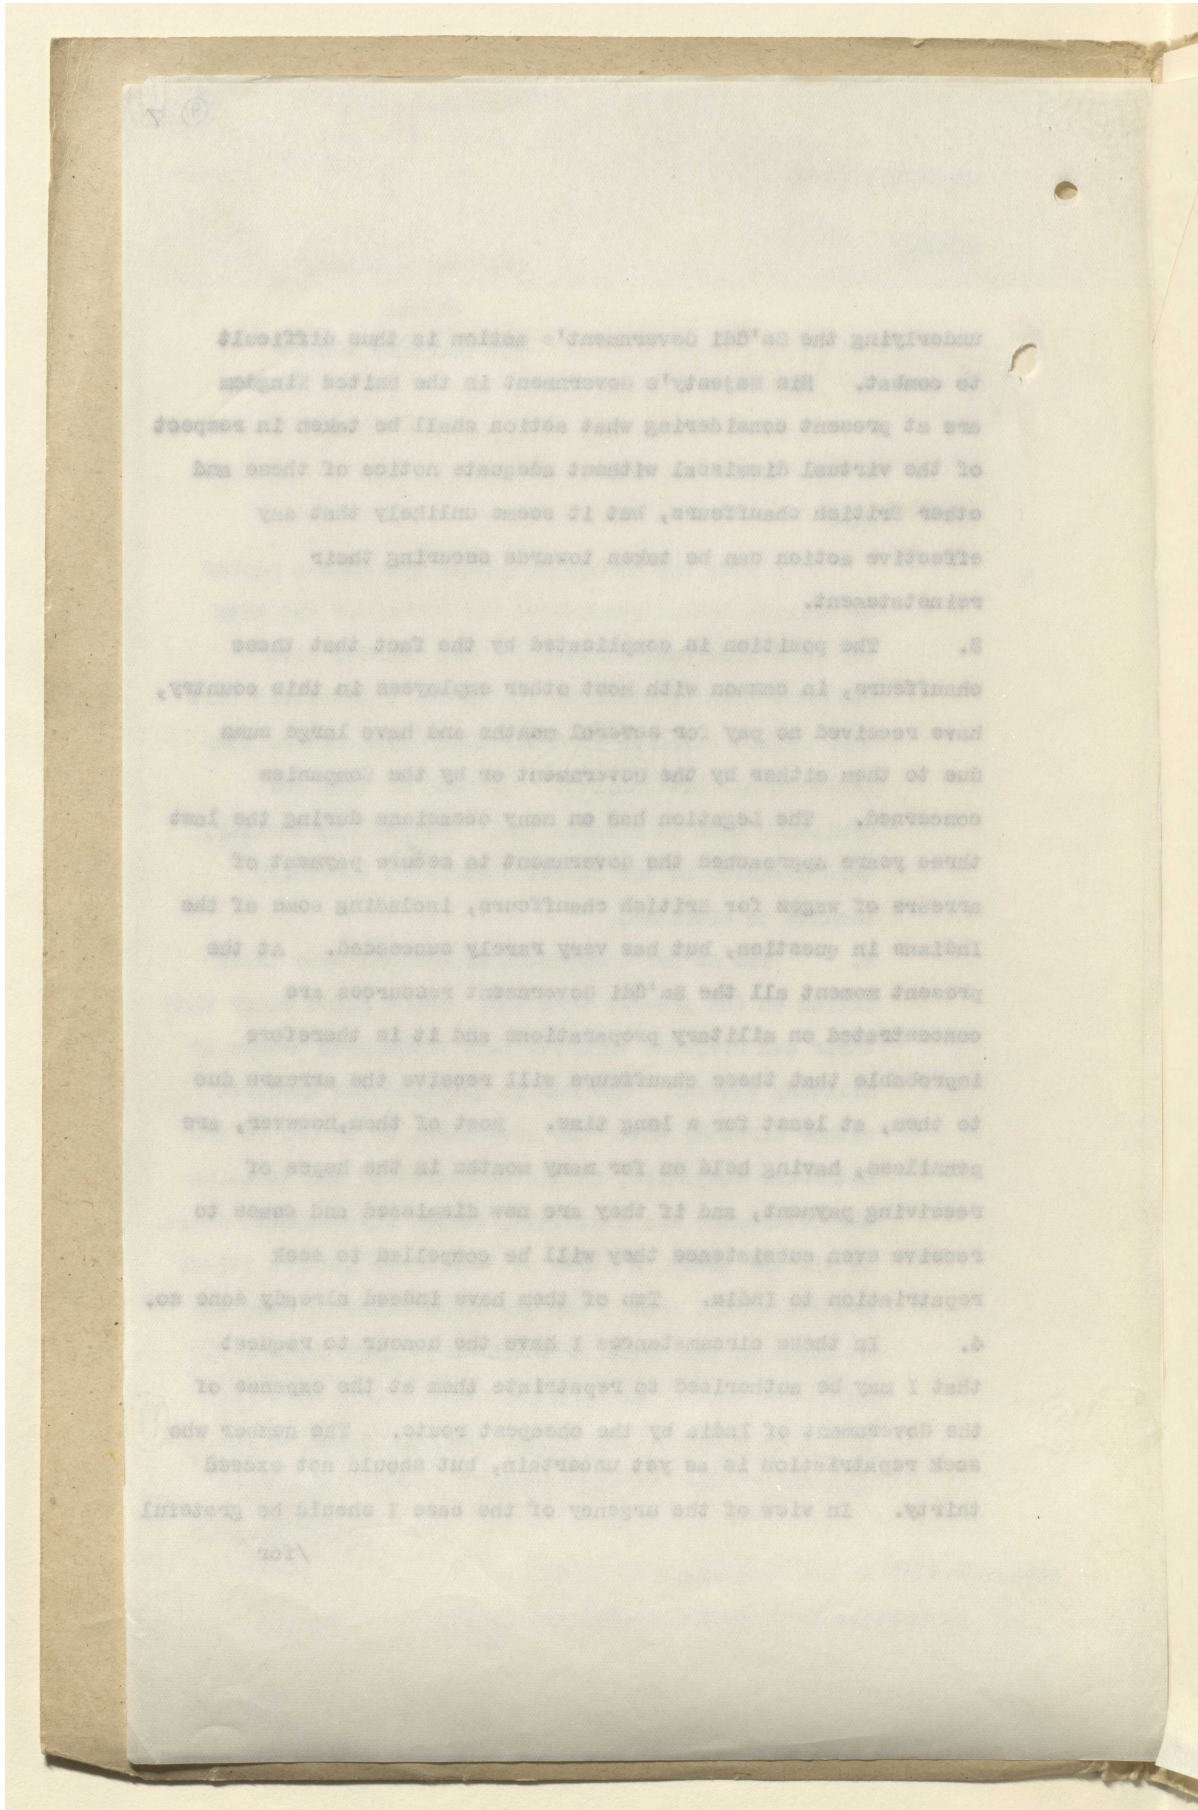 underlying the Sa'ûdi Government's action is thus difficult
to combat. His Majesty's Government in the United Kingdom
are at present considering what action shall be taken in respect
of the virtual dismissal without adequate notice of these and
other British chauffeurs, but it seems unlikely that any
effective action can be taken towards securing their
reinstatement.
3. The position is complicated by the fact that these
chauffeurs, in common with most other employees in this country,
have received no pay for several months and have large sums
due to them either by the Government or by the Companies
concerned. The Legation has on many occasions during the last
three years approached the Government to secure payment of
arrears of wages for British chauffeurs, including some of the
Indians in question, but has very rarely succeeded. At the
present moment all the Sa'ûdi Government resources are
concentrated on military preparations and it is therefore
improbable that these chauffeurs will receive the arrears due
to them, at least for a long time. Most of them,however, are
penniless, having held on for many months in the hopes of
receiving payment, and if they are now dismissed and cease to
receive even subsistence they will be compelled to seek
repatriation to India. Ten of them have indeed already done so.
4. In these circumstances I have the honour to request
that I may be authorised to repatriate them at the expense of
the Government of India by the cheapest route. The number who
seek repatriation is as yet uncertain, but should not exceed
thirty. In view of the urgency of the case I should be grateful
/for